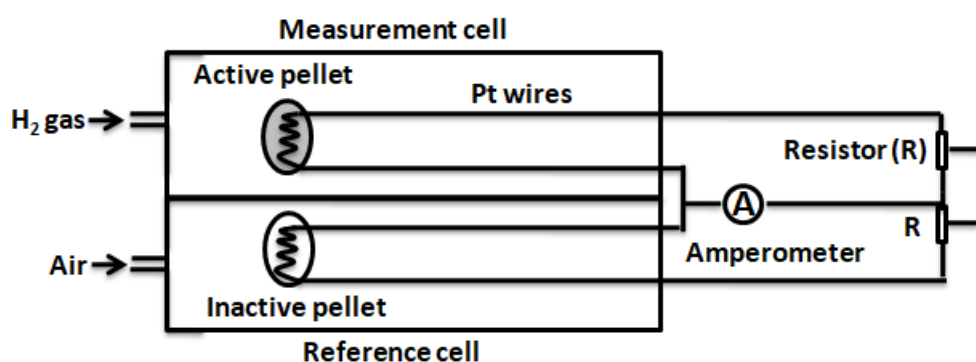 Measurement cell
Active pellet
Pt wires
H₂ gas
Resistor (R)
A
R
Air
Amperometer
Inactive pellet
Reference cell